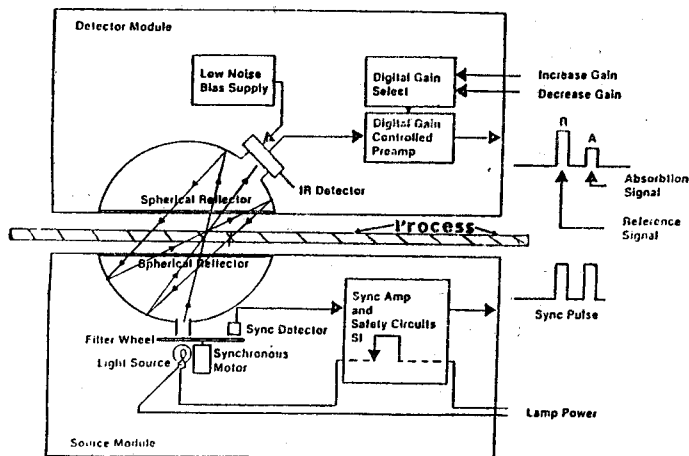 Detector Module
Low Noise
Bias Supply
Digital Gain
Select
Increase Gain
Decrease Gain
Digital Gain
Controlled
Preamp
R
A
IR Detector
Absorbtion
Signal
Spherical Reflector
Reference
Signal
Process
Spherical Reflector
Sync Amp
and
Safety Circuits
SI
Sync Detector
Sync Pulse
Filter Wheel
Light Source
Synchronous
Motor
Lamp Power
Source Module